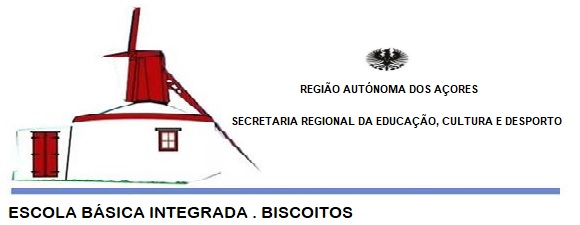 REGIÃO AUTÓNOMA DOS AÇORES
SECRETARIA REGIONAL DA EDUCAÇÃO, CULTURA E DESPORTO
ESCOLA BÁSICA INTEGRADA . BISCOITOS